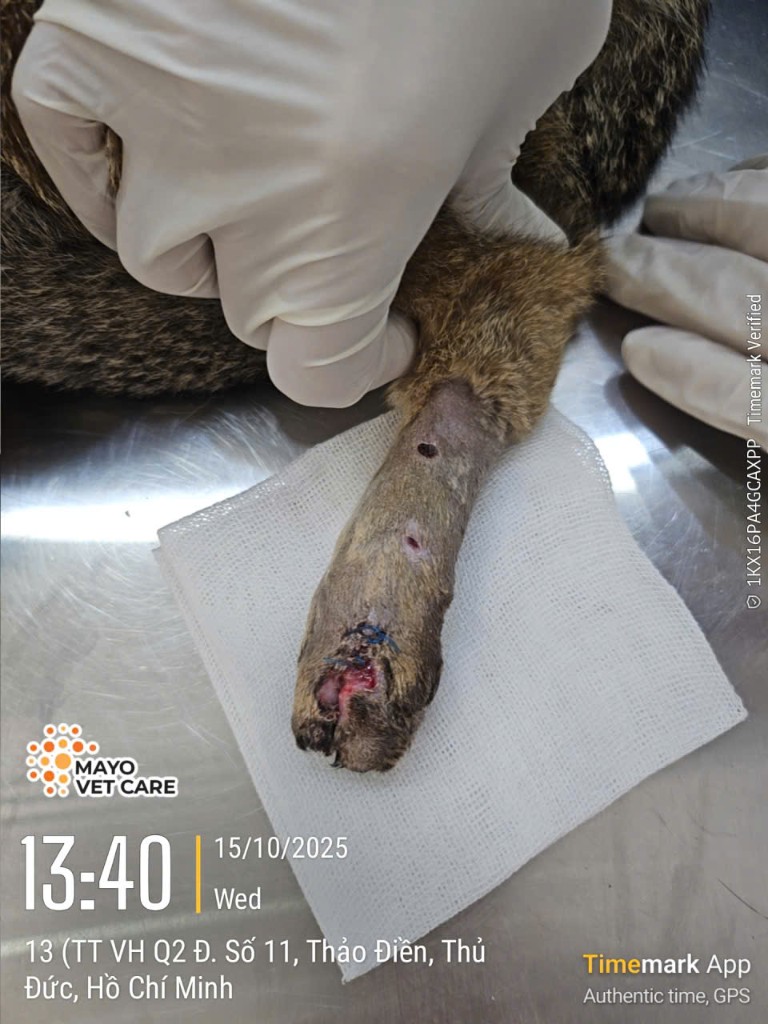 MAYO
VET CARE
13:40
15/10/2025
Wed
13 (TT VH Q2 Đ. Số 11, Thảo Điền, Thủ
Đức, Hồ Chí Minh
Timemark App
Authentic time, GPS
1KX16PA4GCAXPP Timemark Verified